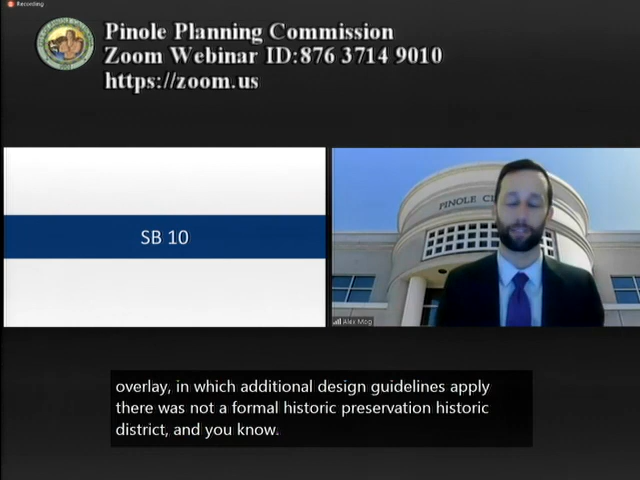 Recording
Pinole Planning Commission
Zoom Webinar ID:876 3714 9010
https://zoom.us
SB 10
PINOLE
Alex Mog
overlay, in which additional design guidelines apply
there was not a formal historic preservation historic
district, and you know.